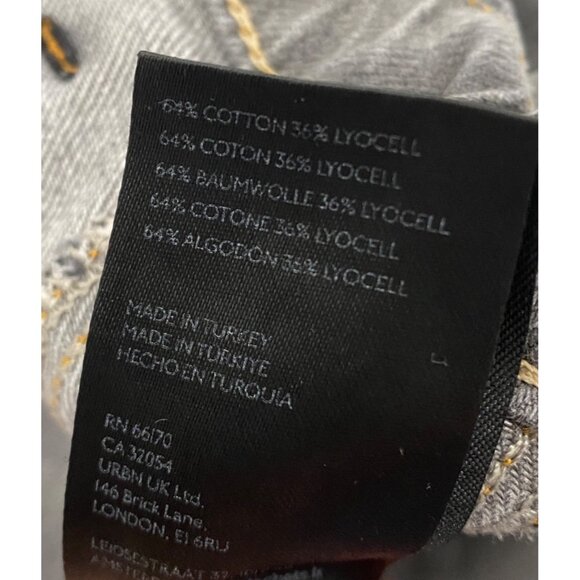 64% COTTON 36% LYOCELL
64% COTON 36% LYOCELL
64% BAUMWOLLE 36% LYOCELL
64% COTONE 36% LYOCELL
64% ALGODON 36% LYOCELL
MADE IN TURKEY
MADE IN TÜRKIYE
HECHO EN TURQUIA
RN 66170
CA 32054
URBN UK Ltd.
146 Brick Lane,
LONDON, E1 6RU
LEIDSESTRAAT